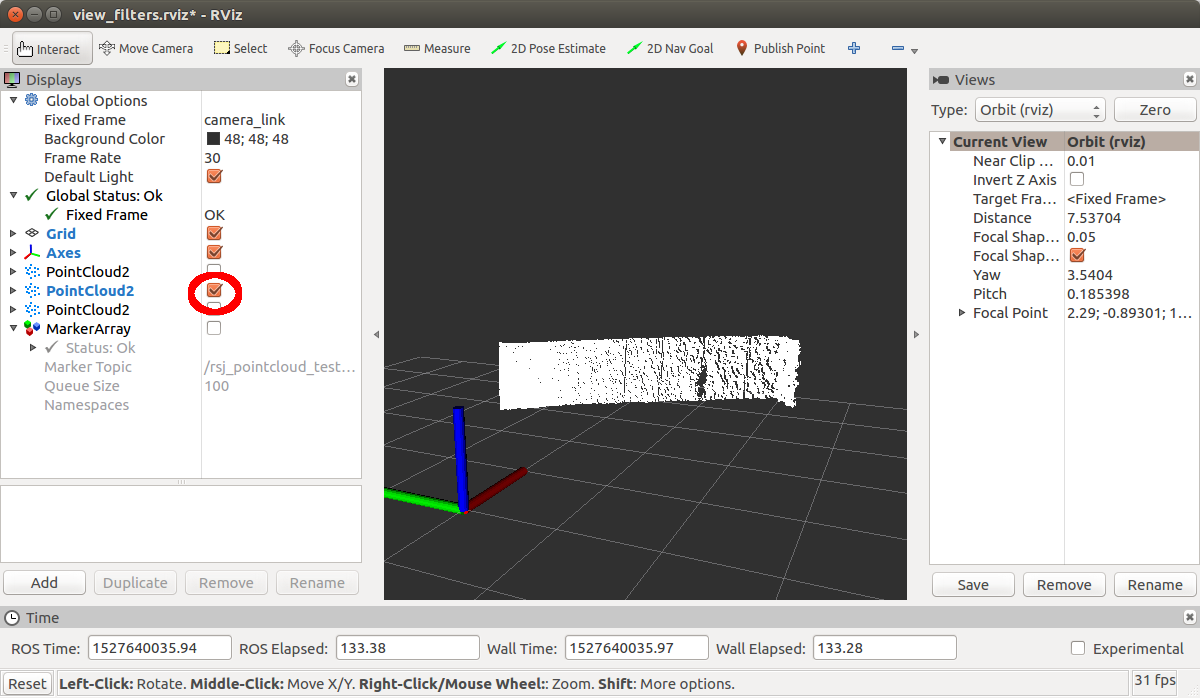 view_filters.rviz* - RViz
Interact Move Camera Select Focus Camera Measure 2D Pose Estimate 2D Nav Goal Publish Point
Displays
Global Options
Fixed Frame camera_link
Background Color 48; 48; 48
Frame Rate 30
Default Light
Global Status: Ok
Fixed Frame OK
Grid
Axes
PointCloud2
PointCloud2
PointCloud2
MarkerArray
Status: Ok
Marker Topic /rsj_pointcloud_test...
Queue Size 100
Namespaces
Add Duplicate Remove Rename
Views
Type: Orbit (rviz) Zero
Current View Orbit (rviz)
Near Clip ... 0.01
Invert Z Axis
Target Fra... <Fixed Frame>
Distance 7.53704
Focal Shap... 0.05
Focal Shap...
Yaw 3.5404
Pitch 0.185398
Focal Point 2.29; -0.89301; 1...
Save Remove Rename
Time
ROS Time: 1527640035.94 ROS Elapsed: 133.38 Wall Time: 1527640035.97 Wall Elapsed: 133.28 Experimental
Reset Left-Click: Rotate. Middle-Click: Move X/Y. Right-Click/Mouse Wheel:: Zoom. Shift: More options. 31 fps